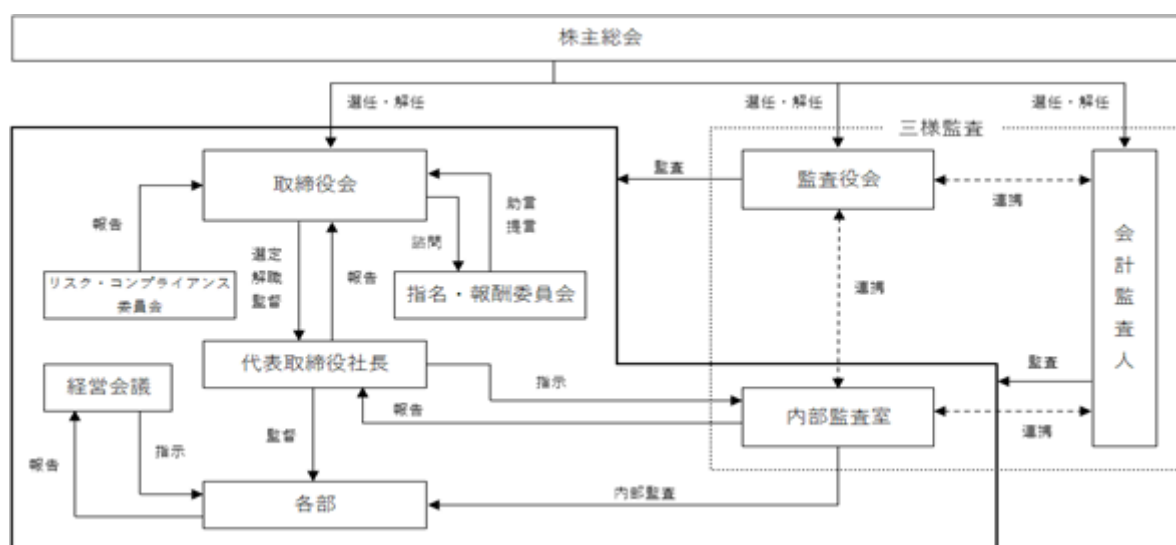 株主総会
選任・解任
選任・解任
選任・解任
三様監査
取締役会
監査
監査役会
連携
報告
助言
提言
諮問
選定
解職
監督
報告
リスク・コンプライアンス
委員会
指名・報酬委員会
連携
会計監査人
代表取締役社長
監査
経営会議
指示
報告
内部監査室
連携
監督
指示
報告
内部監査
各部